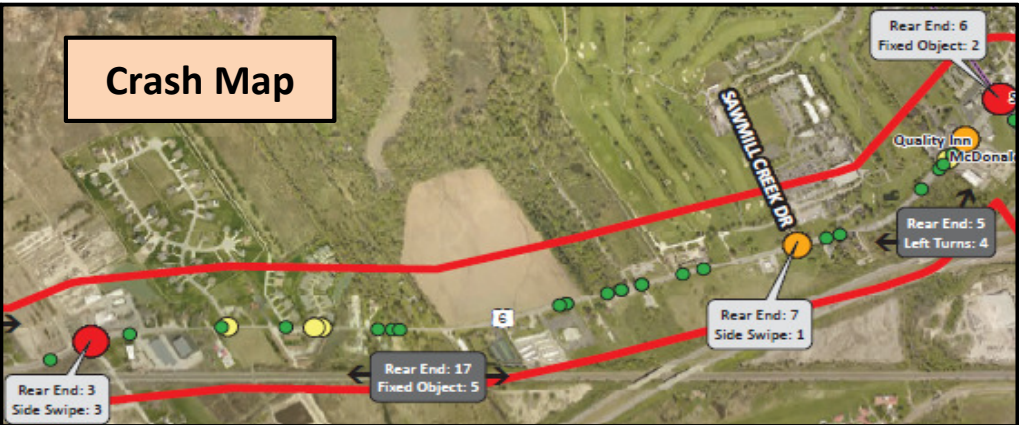 Crash Map
Rear End: 6
Fixed Object: 2
SAWMILL CREEK DR
Quality Inn
Rear End: 5
Left Turns: 4
6
Rear End: 7
Side Swipe: 1
Rear End: 17
Fixed Object: 5
Rear End: 3
Side Swipe: 3